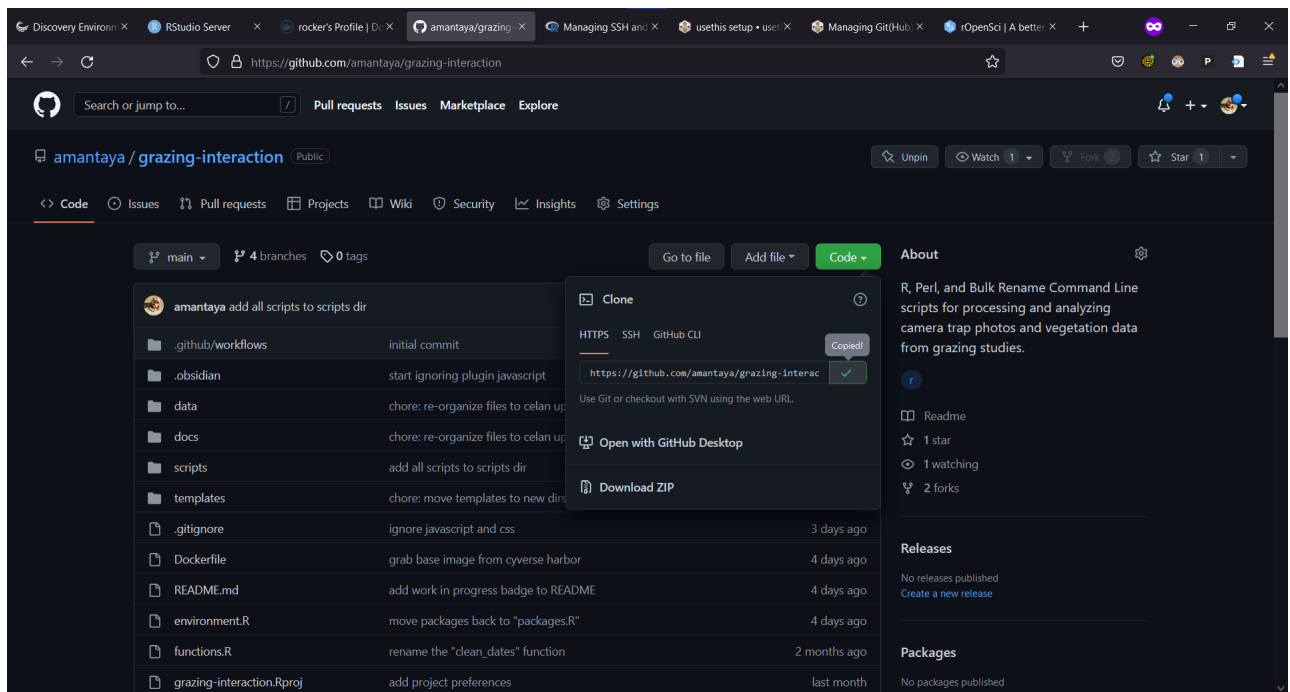 Discovery Environm RStudio Server rocker's Profile | Do amantaya/grazing- Managing SSH and usethis setup • useti Managing Git(Hub) rOpenSci | A better
https://github.com/amantaya/grazing-interaction
Search or jump to... / Pull requests Issues Marketplace Explore
amantaya / grazing-interaction Public
Unpin Watch 1 Fork 2 Star 1
Code Issues Pull requests Projects Wiki Security Insights Settings
main 4 branches 0 tags Go to file Add file Code
amantaya add all scripts to scripts dir
.github/workflows initial commit
.obsidian start ignoring plugin javascript
data chore: re-organize files to celan up
docs chore: re-organize files to celan up
scripts add all scripts to scripts dir
templates chore: move templates to new dirs
.gitignore ignore javascript and css 3 days ago
Dockerfile grab base image from cyverse harbor 4 days ago
README.md add work in progress badge to README 4 days ago
environment.R move packages back to "packages.R" 4 days ago
functions.R rename the "clean_dates" function 2 months ago
grazing-interaction.Rproj add project preferences last month
Clone
HTTPS SSH GitHub CLI
Copied!
https://github.com/amantaya/grazing-interac
Use Git or checkout with SVN using the web URL.
Open with GitHub Desktop
Download ZIP
About
R, Perl, and Bulk Rename Command Line
scripts for processing and analyzing
camera trap photos and vegetation data
from grazing studies.
r
Readme
1 star
1 watching
2 forks
Releases
No releases published
Create a new release
Packages
No packages published